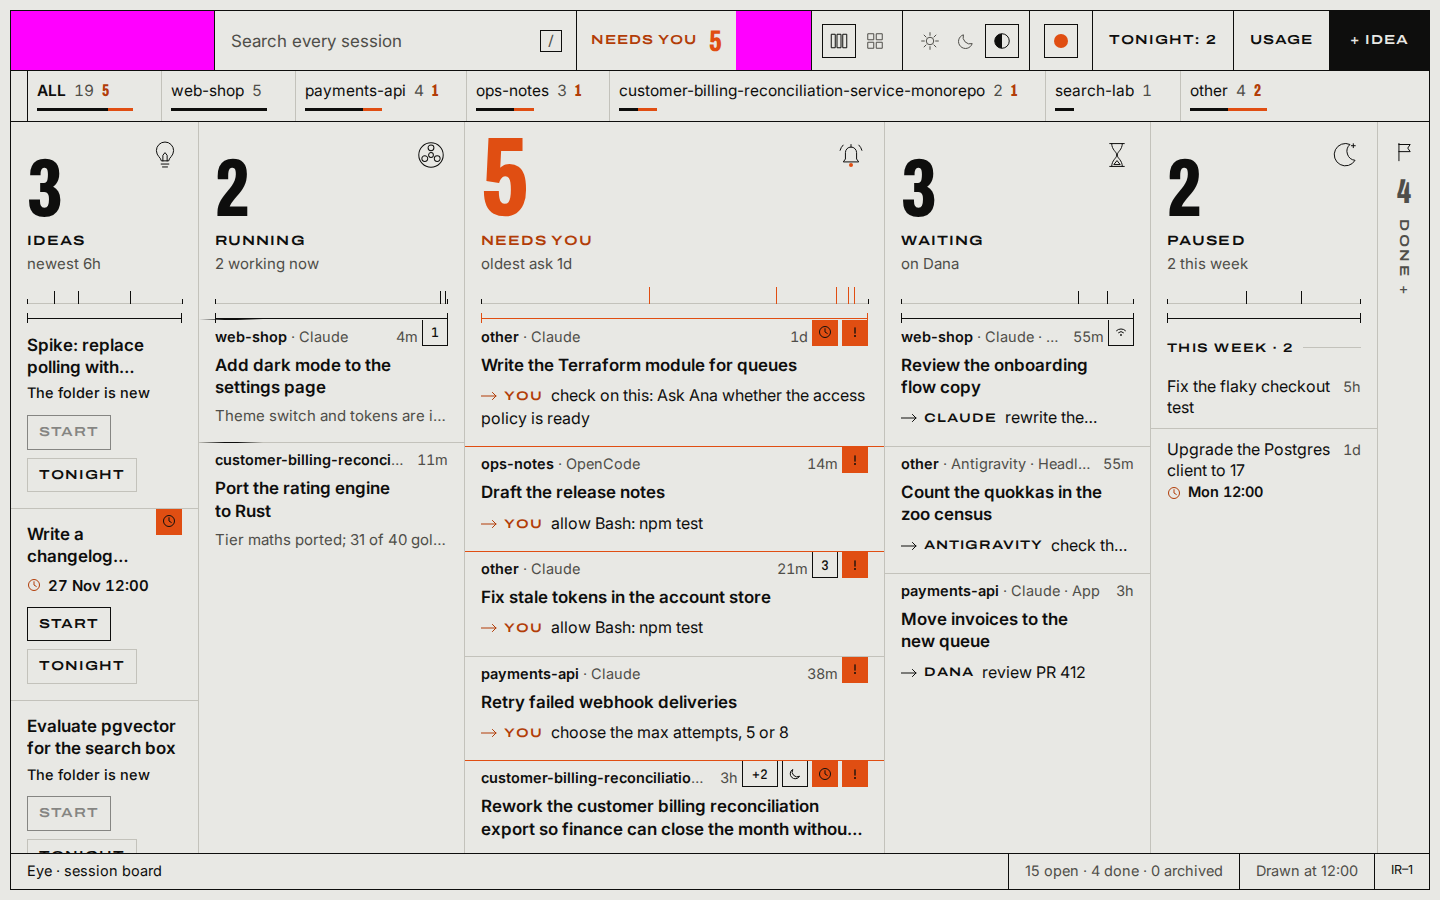 Search every session /
NEEDS YOU 5
TONIGHT: 2
USAGE
+ IDEA
ALL 19 5
web-shop 5
payments-api 4 1
ops-notes 3 1
customer-billing-reconciliation-service-monorepo 2 1
search-lab 1
other 4 2
3
IDEAS
newest 6h
Spike: replace
polling with...
The folder is new
START
TONIGHT
Write a
changelog...
27 Nov 12:00
START
TONIGHT
Evaluate pgvector
for the search box
The folder is new
START
TONIGHT
2
RUNNING
2 working now
web-shop · Claude 4m 1
Add dark mode to the
settings page
Theme switch and tokens are i...
customer-billing-reconci... 11m
Port the rating engine
to Rust
Tier maths ported; 31 of 40 gol...
5
NEEDS YOU
oldest ask 1d
other · Claude 1d !
Write the Terraform module for queues
→ YOU check on this: Ask Ana whether the access
policy is ready
ops-notes · OpenCode 14m !
Draft the release notes
→ YOU allow Bash: npm test
other · Claude 21m 3 !
Fix stale tokens in the account store
→ YOU allow Bash: npm test
payments-api · Claude 38m !
Retry failed webhook deliveries
→ YOU choose the max attempts, 5 or 8
customer-billing-reconciliatio... 3h +2 !
Rework the customer billing reconciliation
export so finance can close the month withou...
3
WAITING
on Dana
web-shop · Claude · ... 55m
Review the onboarding
flow copy
→ CLAUDE rewrite the...
other · Antigravity · Headl... 55m
Count the quokkas in the
zoo census
→ ANTIGRAVITY check th...
payments-api · Claude · App 3h
Move invoices to the
new queue
→ DANA review PR 412
2
PAUSED
2 this week
THIS WEEK · 2
Fix the flaky checkout 5h
test
Upgrade the Postgres 1d
client to 17
Mon 12:00
4
DONE +
Eye · session board
15 open · 4 done · 0 archived
Drawn at 12:00
IR–1